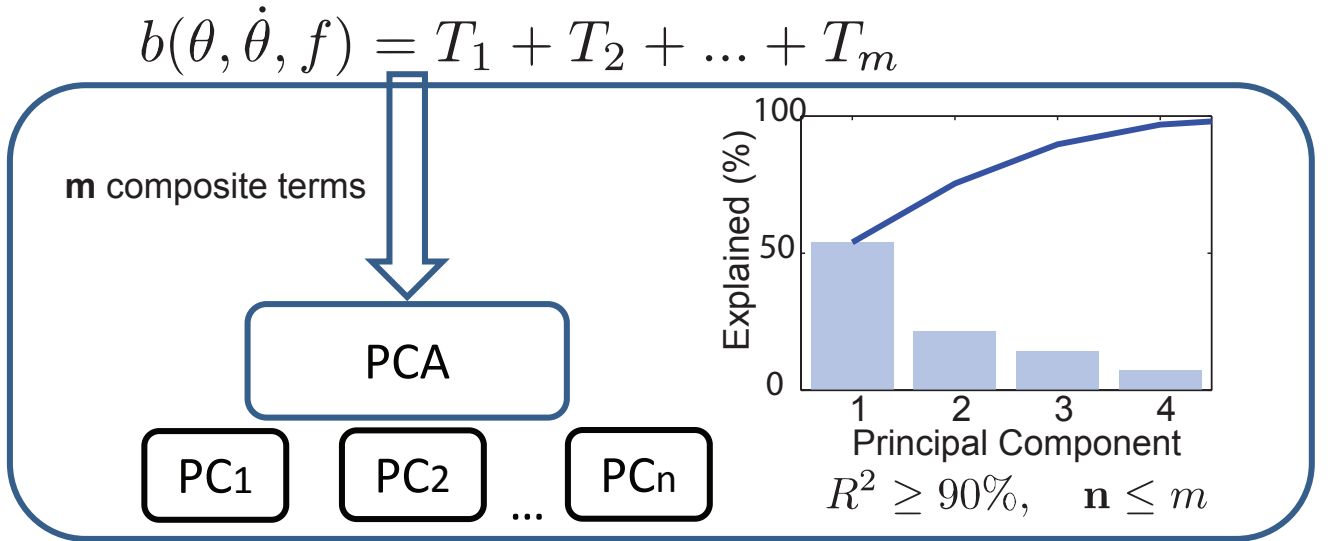 b(θ, θ̇, f) = T₁ + T₂ + ... + Tₘ
m composite terms
PCA
PC1
PC2
...
PCn
Explained (%)
100
50
0
1 2 3 4
Principal Component
R² ≥ 90%, n ≤ m